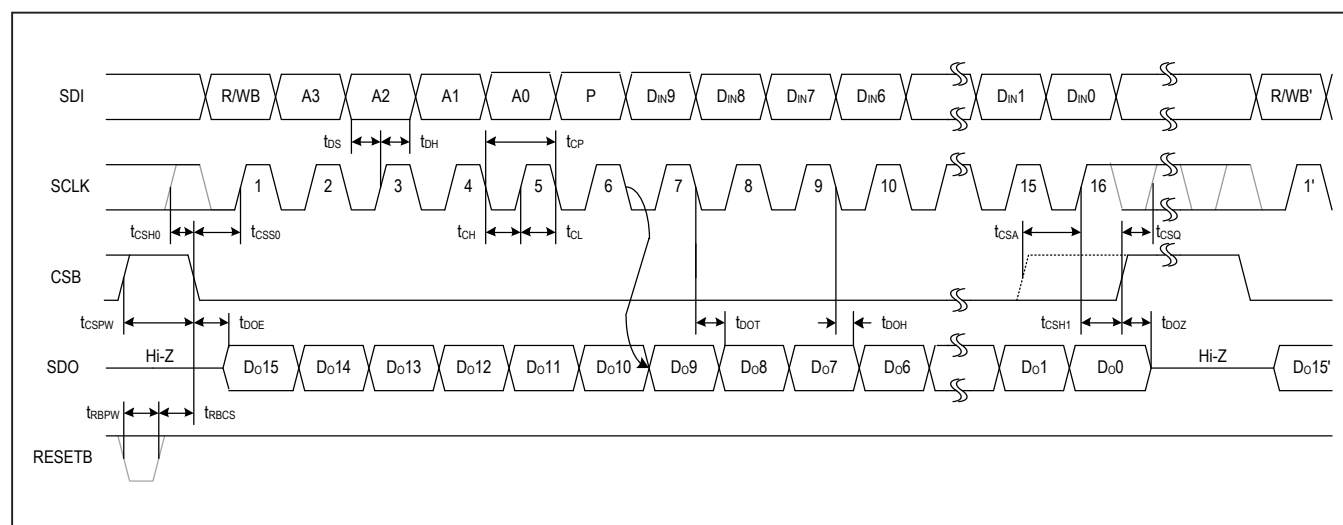 SDI R/WB A3 A2 A1 A0 P DIN9 DIN8 DIN7 DIN6 DIN1 DIN0 R/WB'
tDS tDH tCP
SCLK 1 2 3 4 5 6 7 8 9 10 15 16 1'
tCSH0 tCSS0 tCH tCL tCSA tCSQ
CSB
tCSPW tDOE tDOT tDOH tCSH1 tDOZ
SDO Hi-Z DO15 DO14 DO13 DO12 DO11 DO10 DO9 DO8 DO7 DO6 DO1 DO0 Hi-Z DO15'
tRBPW tRBCS
RESETB